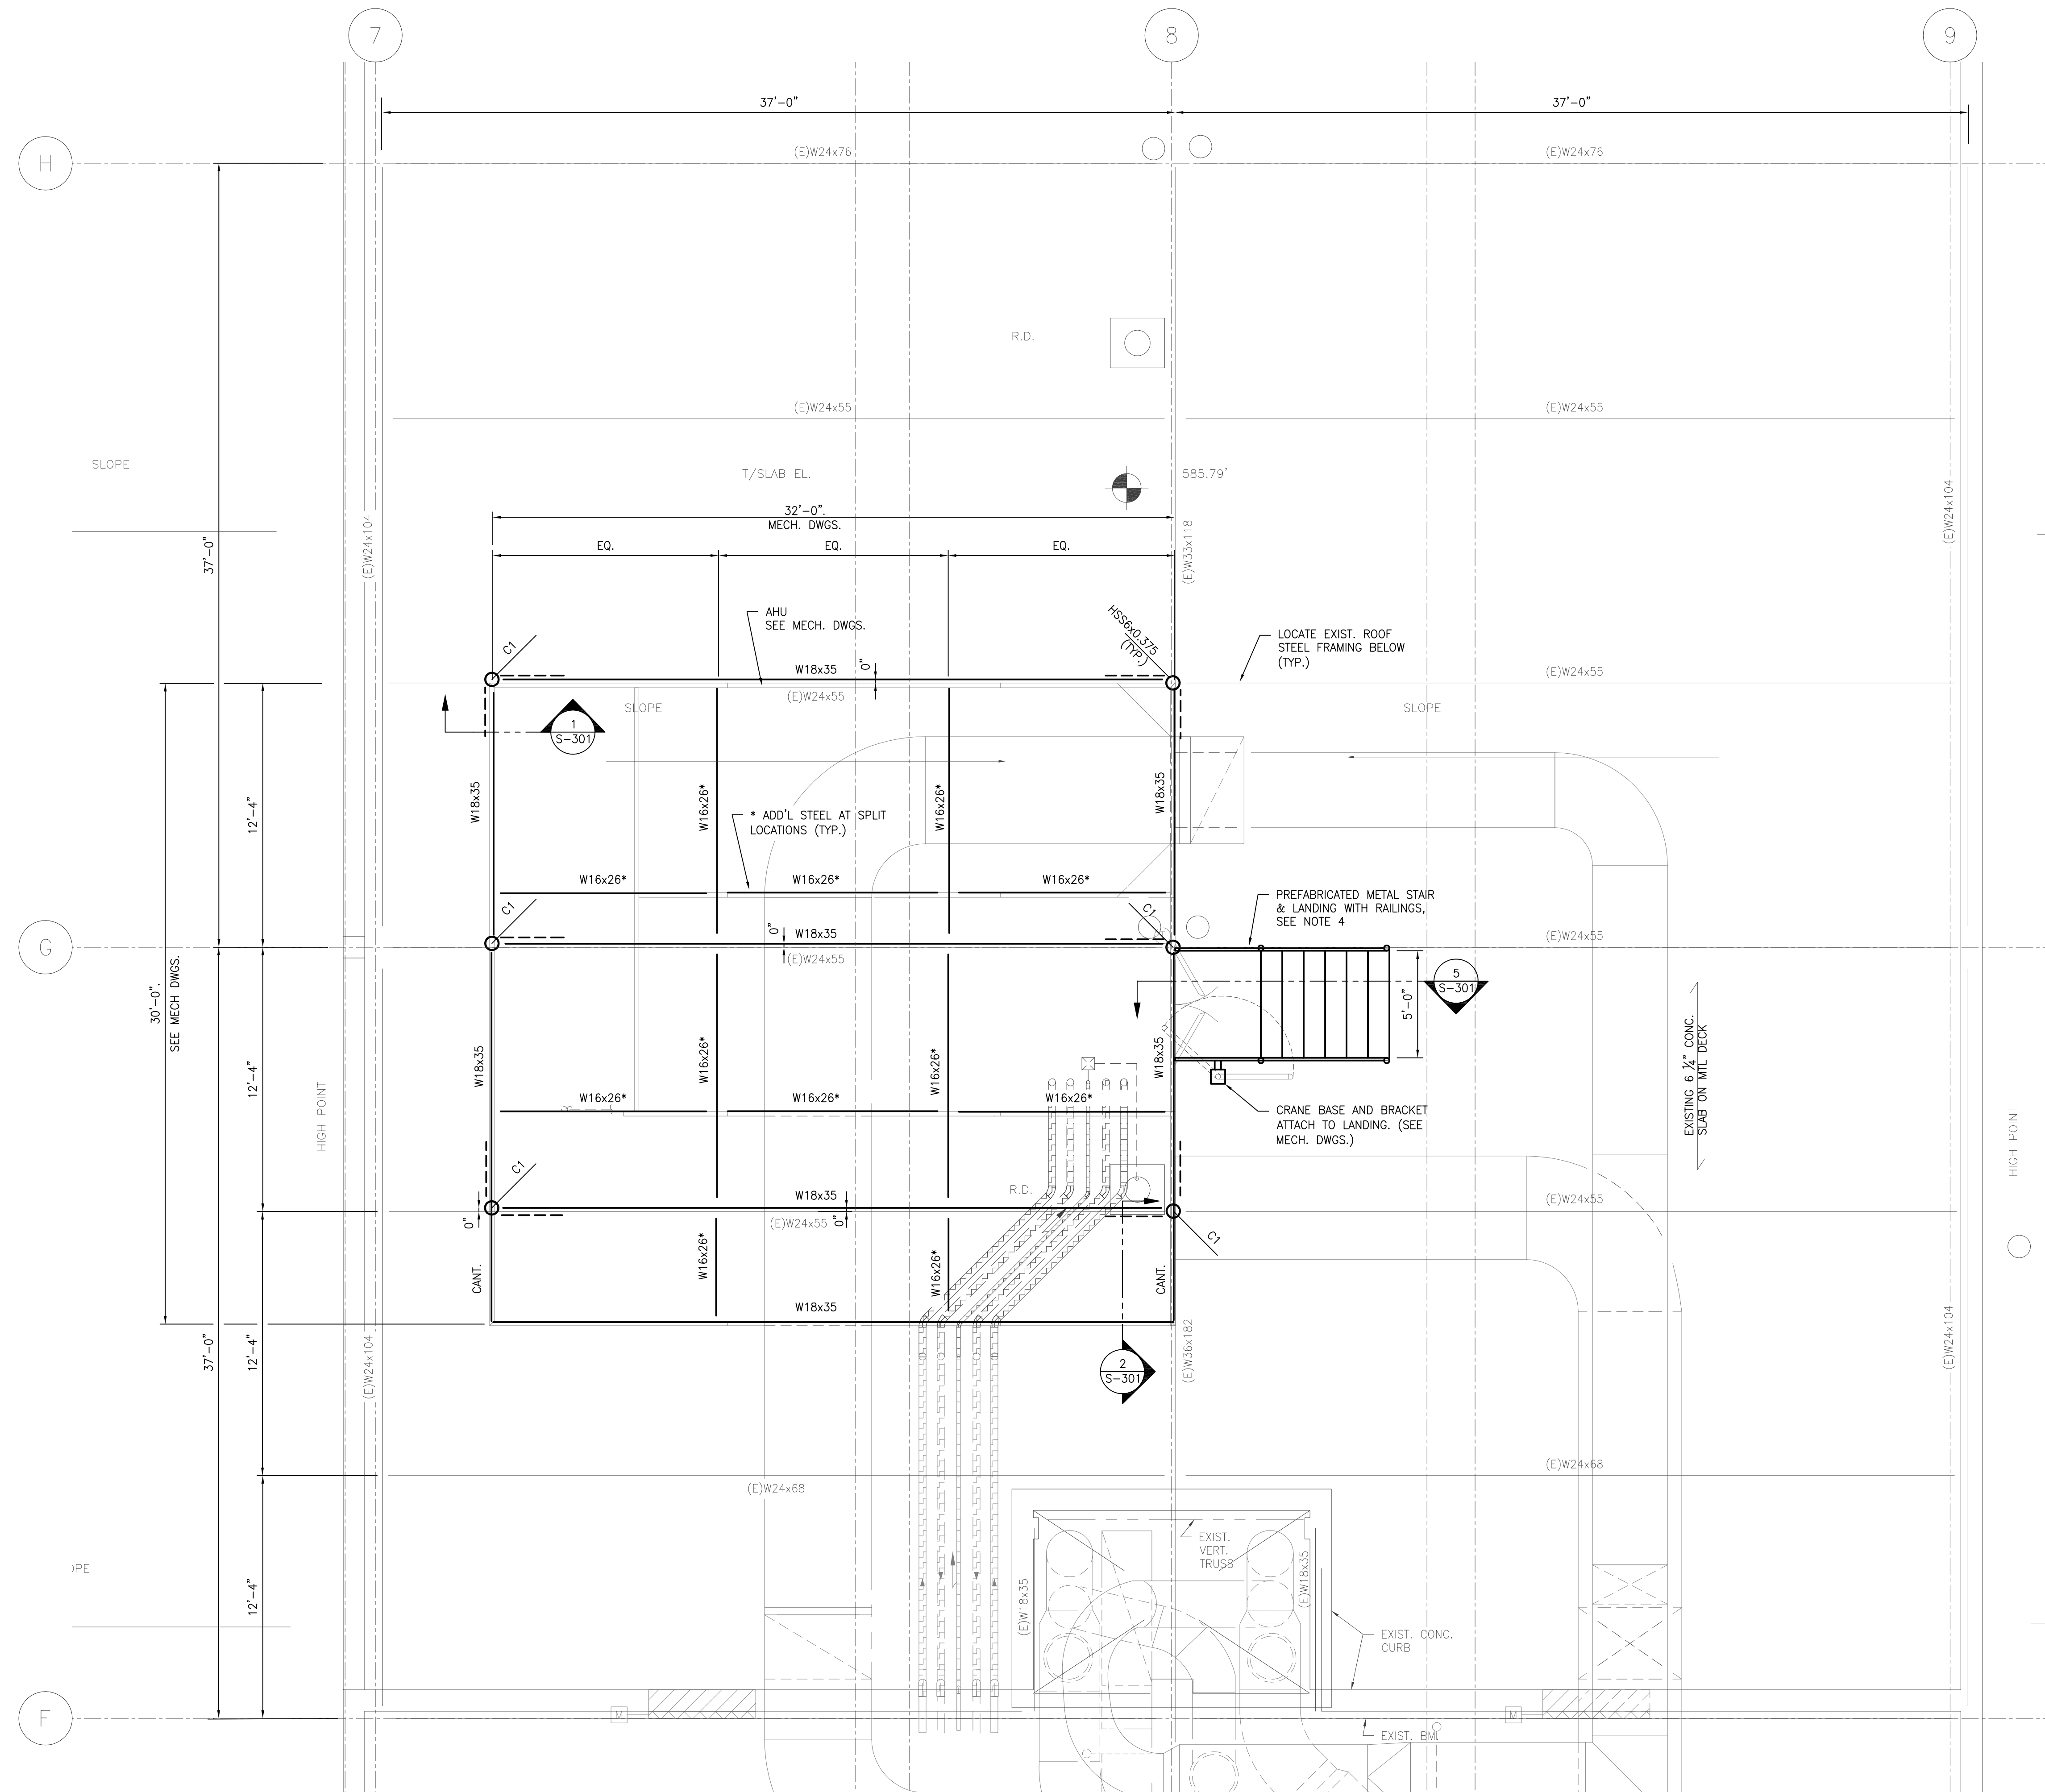 7
8
9
37'-0"
37'-0"
H
(E)W24x76
(E)W24x76
R.D.
(E)W24x55
(E)W24x55
SLOPE
T/SLAB EL.
585.79'
(E)W24x104
(E)W33x118
(E)W24x104
32'-0".
MECH. DWGS.
EQ.
EQ.
EQ.
37'-0"
AHU
SEE MECH. DWGS.
HSS6x0.375
(TYP.)
LOCATE EXIST. ROOF
STEEL FRAMING BELOW
(TYP.)
C1
W18x35
0"
(E)W24x55
(E)W24x55
SLOPE
SLOPE
1
S-301
W18x35
W16x26*
W16x26*
W18x35
12'-4"
* ADD'L STEEL AT SPLIT
LOCATIONS (TYP.)
W16x26*
W16x26*
W16x26*
PREFABRICATED METAL STAIR
& LANDING WITH RAILINGS,
SEE NOTE 4
C1
C1
G
W18x35
0"
(E)W24x55
(E)W24x55
30'-0".
SEE MECH DWGS.
5
S-301
5'-0"
W18x35
W16x26*
W16x26*
W18x35
12'-4"
EXISTING 6 1/4" CONC.
SLAB ON MTL DECK
HIGH POINT
HIGH POINT
W16x26*
W16x26*
W16x26*
CRANE BASE AND BRACKET
ATTACH TO LANDING. (SEE
MECH. DWGS.)
C1
R.D.
W18x35
0"
0"
(E)W24x55
(E)W24x55
C1
CANT.
W16x26*
W16x26*
CANT.
W18x35
37'-0"
12'-4"
(E)W24x104
(E)W36x182
(E)W24x104
2
S-301
(E)W24x68
(E)W24x68
EXIST.
VERT.
TRUSS
(E)W18x35
(E)W18x35
12'-4"
EXIST. CONC.
CURB
F
M
M
EXIST. BM.